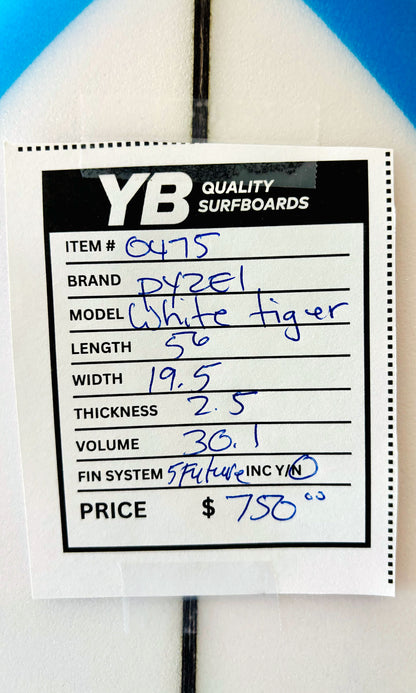 YB QUALITY SURFBOARDS
ITEM # 0475
BRAND PYZEL
MODEL White tiger
LENGTH 5'6
WIDTH 19.5
THICKNESS 2.5
VOLUME 30.1
FIN SYSTEM 5 Future INC Y/N
PRICE $ 750.00